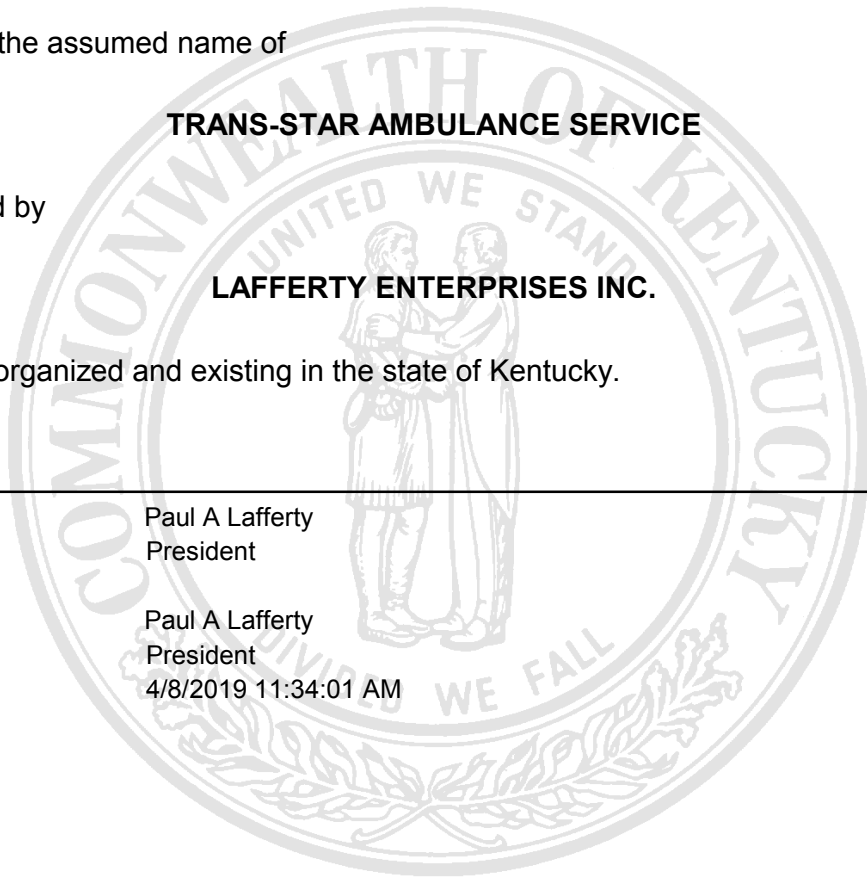 the assumed name of
TRANS-STAR AMBULANCE SERVICE
d by
LAFFERTY ENTERPRISES INC.
organized and existing in the state of Kentucky.
Paul A Lafferty
President
Paul A Lafferty
President
4/8/2019 11:34:01 AM
COMMONWEALTH OF KENTUCKY
UNITED WE STAND
DIVIDED WE FALL